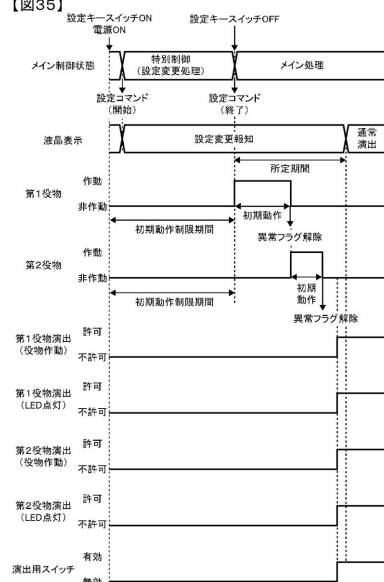 【図35】
設定キースイッチON
電源ON
設定キースイッチOFF
メイン制御状態
特別制御
(設定変更処理)
メイン処理
設定コマンド
(開始)
設定コマンド
(終了)
液晶表示
設定変更報知
通常
演出
所定期間
第1役物
作動
非作動
初期動作
初期動作制限期間
異常フラグ解除
第2役物
作動
非作動
初期
動作
初期動作制限期間
異常フラグ解除
第1役物演出
(役物作動)
許可
不許可
第1役物演出
(LED点灯)
許可
不許可
第2役物演出
(役物作動)
許可
不許可
第2役物演出
(LED点灯)
許可
不許可
演出用スイッチ
有効
無効